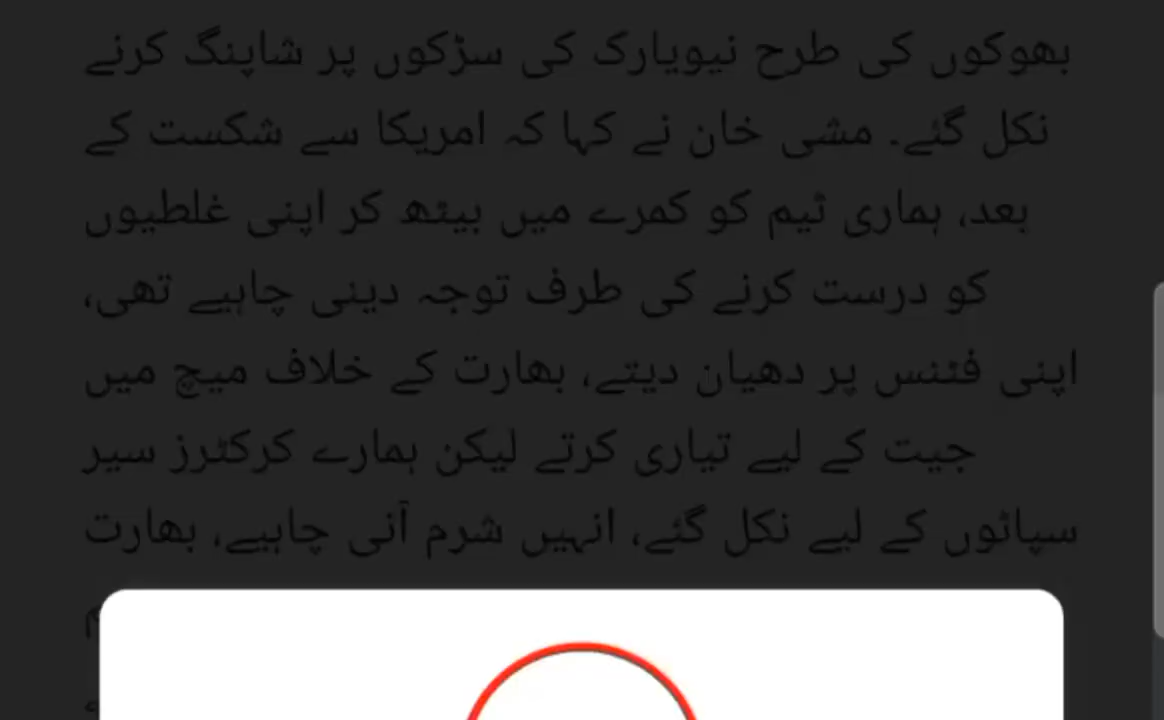 بھوکوں کی طرح نیویارک کی سڑکوں پر شاپنگ کرنے
نکل گئے۔ مشی خان نے کہا کہ امریکا سے شکست کے
بعد، ہماری ٹیم کو کمرے میں بیٹھ کر اپنی غلطیوں
کو درست کرنے کی طرف توجہ دینی چاہیے تھی،
اپنی فٹنس پر دھیان دیتے، بھارت کے خلاف میچ میں
جیت کے لیے تیاری کرتے لیکن ہمارے کرکٹرز سیر
سپاٹوں کے لیے نکل گئے، انہیں شرم آنی چاہیے، بھارت